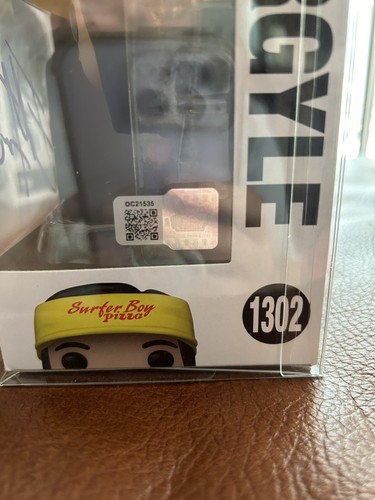 RGYLE
OC21535
Surfer Boy
Pizza
1302